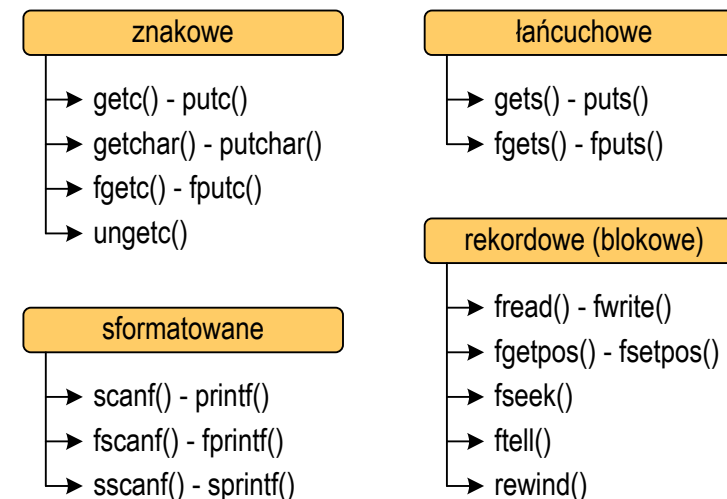 znakowe
getc() - putc()
getchar() - putchar()
fgetc() - fputc()
ungetc()
sformatowane
scanf() - printf()
fscanf() - fprintf()
sscanf() - sprintf()
łańcuchowe
gets() - puts()
fgets() - fputs()
rekordowe (blokowe)
fread() - fwrite()
fgetpos() - fsetpos()
fseek()
ftell()
rewind()